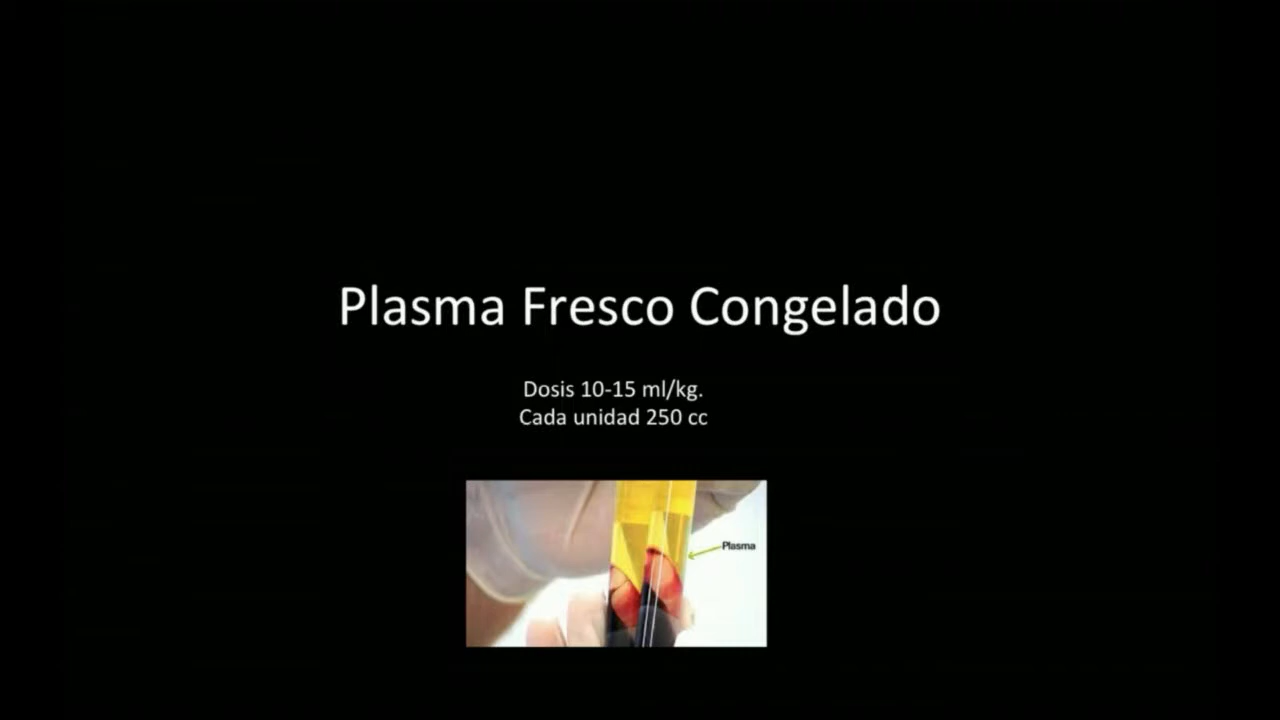 Plasma Fresco Congelado
Dosis 10-15 ml/kg.
Cada unidad 250 cc
Plasma